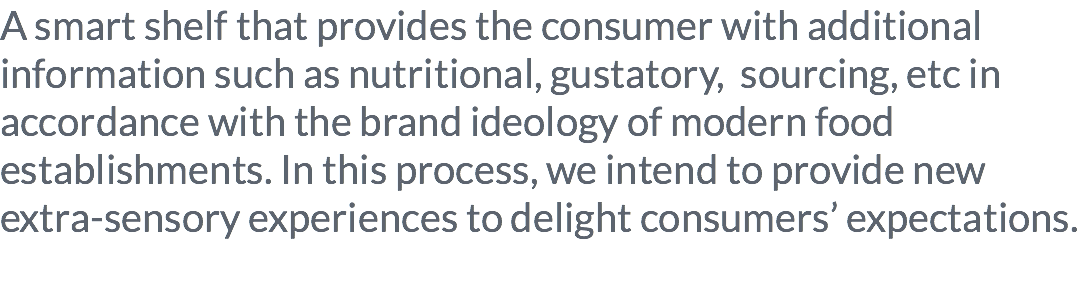 A smart shelf that provides the consumer with additional
information such as nutritional, gustatory,  sourcing, etc in
accordance with the brand ideology of modern food
establishments. In this process, we intend to provide new
extra-sensory experiences to delight consumers’ expectations.